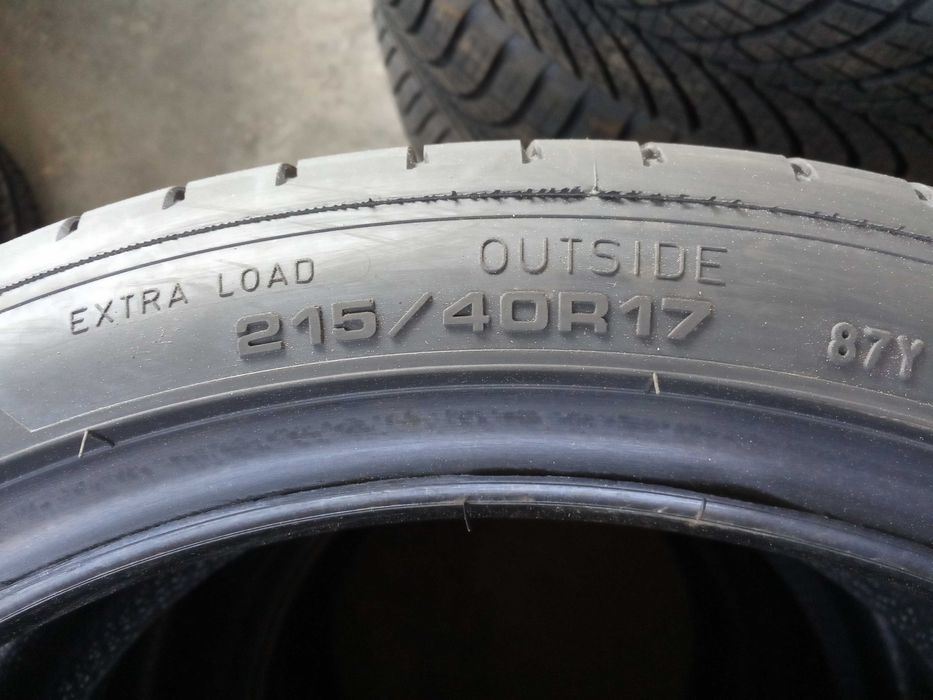 EXTRA LOAD
OUTSIDE
215/40R17
87Y